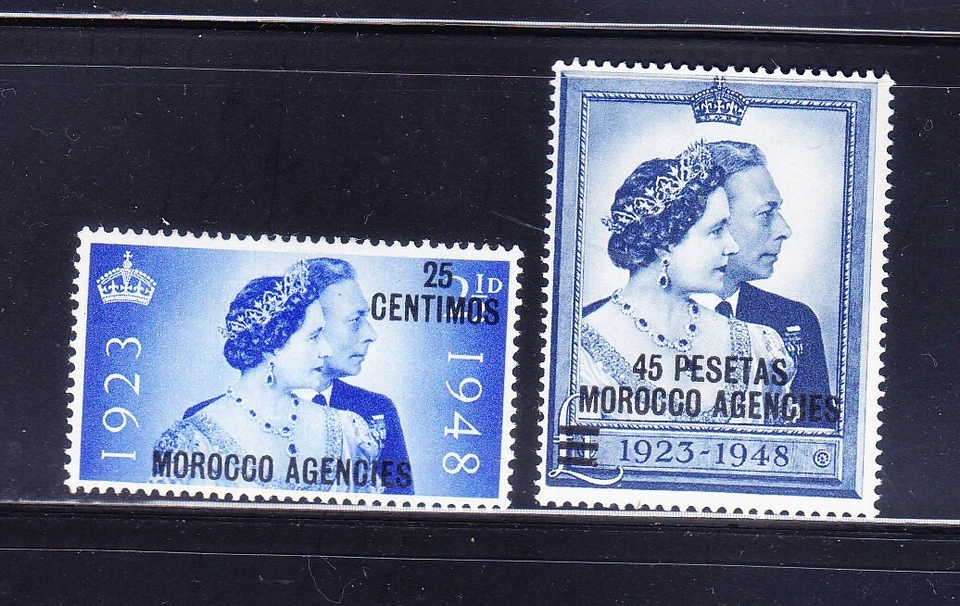 25
CENTIMOS
2½D
1923
1948
MOROCCO AGENCIES
45 PESETAS
MOROCCO AGENCIES
£
1923-1948